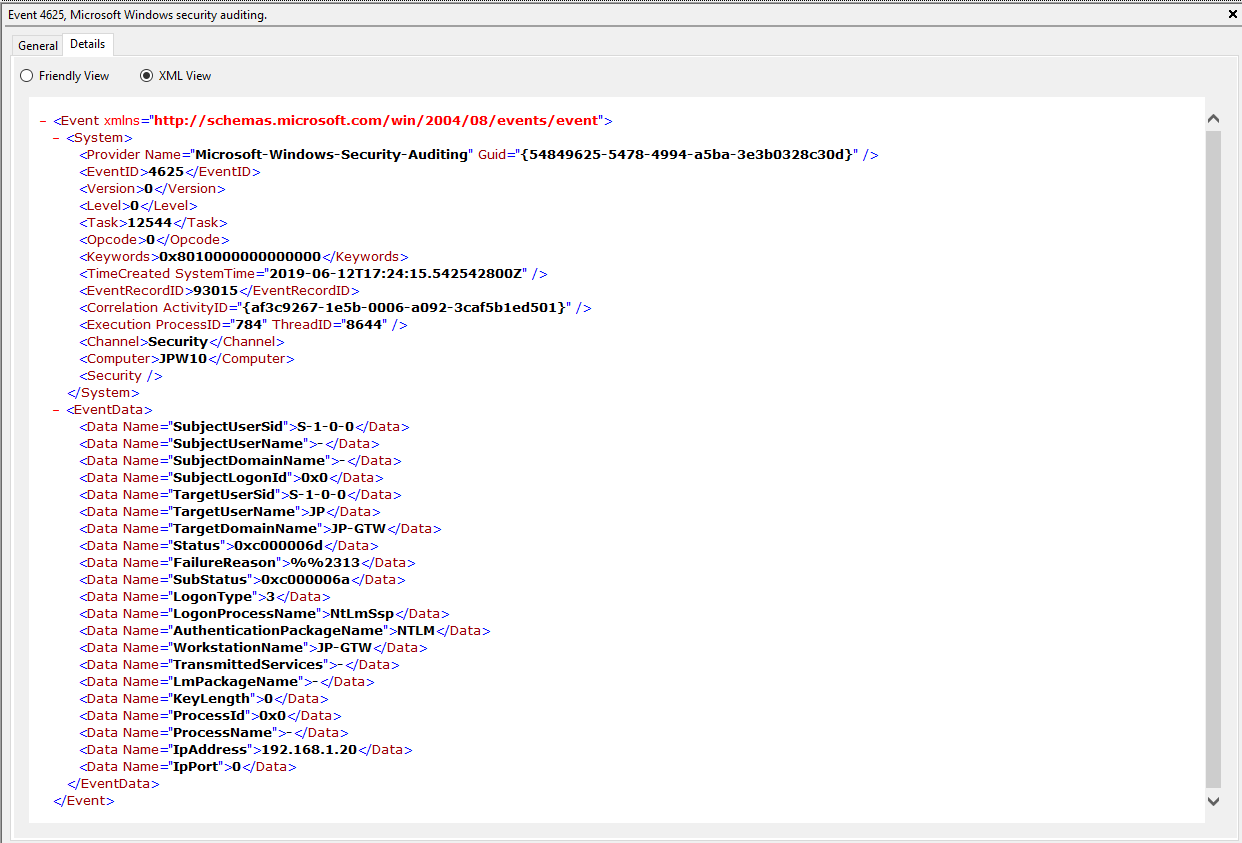 Event 4625, Microsoft Windows security auditing.
General Details
Friendly View XML View
- <Event xmlns="http://schemas.microsoft.com/win/2004/08/events/event">
- <System>
<Provider Name="Microsoft-Windows-Security-Auditing" Guid="{54849625-5478-4994-a5ba-3e3b0328c30d}" />
<EventID>4625</EventID>
<Version>0</Version>
<Level>0</Level>
<Task>12544</Task>
<Opcode>0</Opcode>
<Keywords>0x8010000000000000</Keywords>
<TimeCreated SystemTime="2019-06-12T17:24:15.542542800Z" />
<EventRecordID>93015</EventRecordID>
<Correlation ActivityID="{af3c9267-1e5b-0006-a092-3caf5b1ed501}" />
<Execution ProcessID="784" ThreadID="8644" />
<Channel>Security</Channel>
<Computer>JPW10</Computer>
<Security />
</System>
- <EventData>
<Data Name="SubjectUserSid">S-1-0-0</Data>
<Data Name="SubjectUserName">-</Data>
<Data Name="SubjectDomainName">-</Data>
<Data Name="SubjectLogonId">0x0</Data>
<Data Name="TargetUserSid">S-1-0-0</Data>
<Data Name="TargetUserName">JP</Data>
<Data Name="TargetDomainName">JP-GTW</Data>
<Data Name="Status">0xc000006d</Data>
<Data Name="FailureReason">%%2313</Data>
<Data Name="SubStatus">0xc000006a</Data>
<Data Name="LogonType">3</Data>
<Data Name="LogonProcessName">NtLmSsp</Data>
<Data Name="AuthenticationPackageName">NTLM</Data>
<Data Name="WorkstationName">JP-GTW</Data>
<Data Name="TransmittedServices">-</Data>
<Data Name="LmPackageName">-</Data>
<Data Name="KeyLength">0</Data>
<Data Name="ProcessId">0x0</Data>
<Data Name="ProcessName">-</Data>
<Data Name="IpAddress">192.168.1.20</Data>
<Data Name="IpPort">0</Data>
</EventData>
</Event>